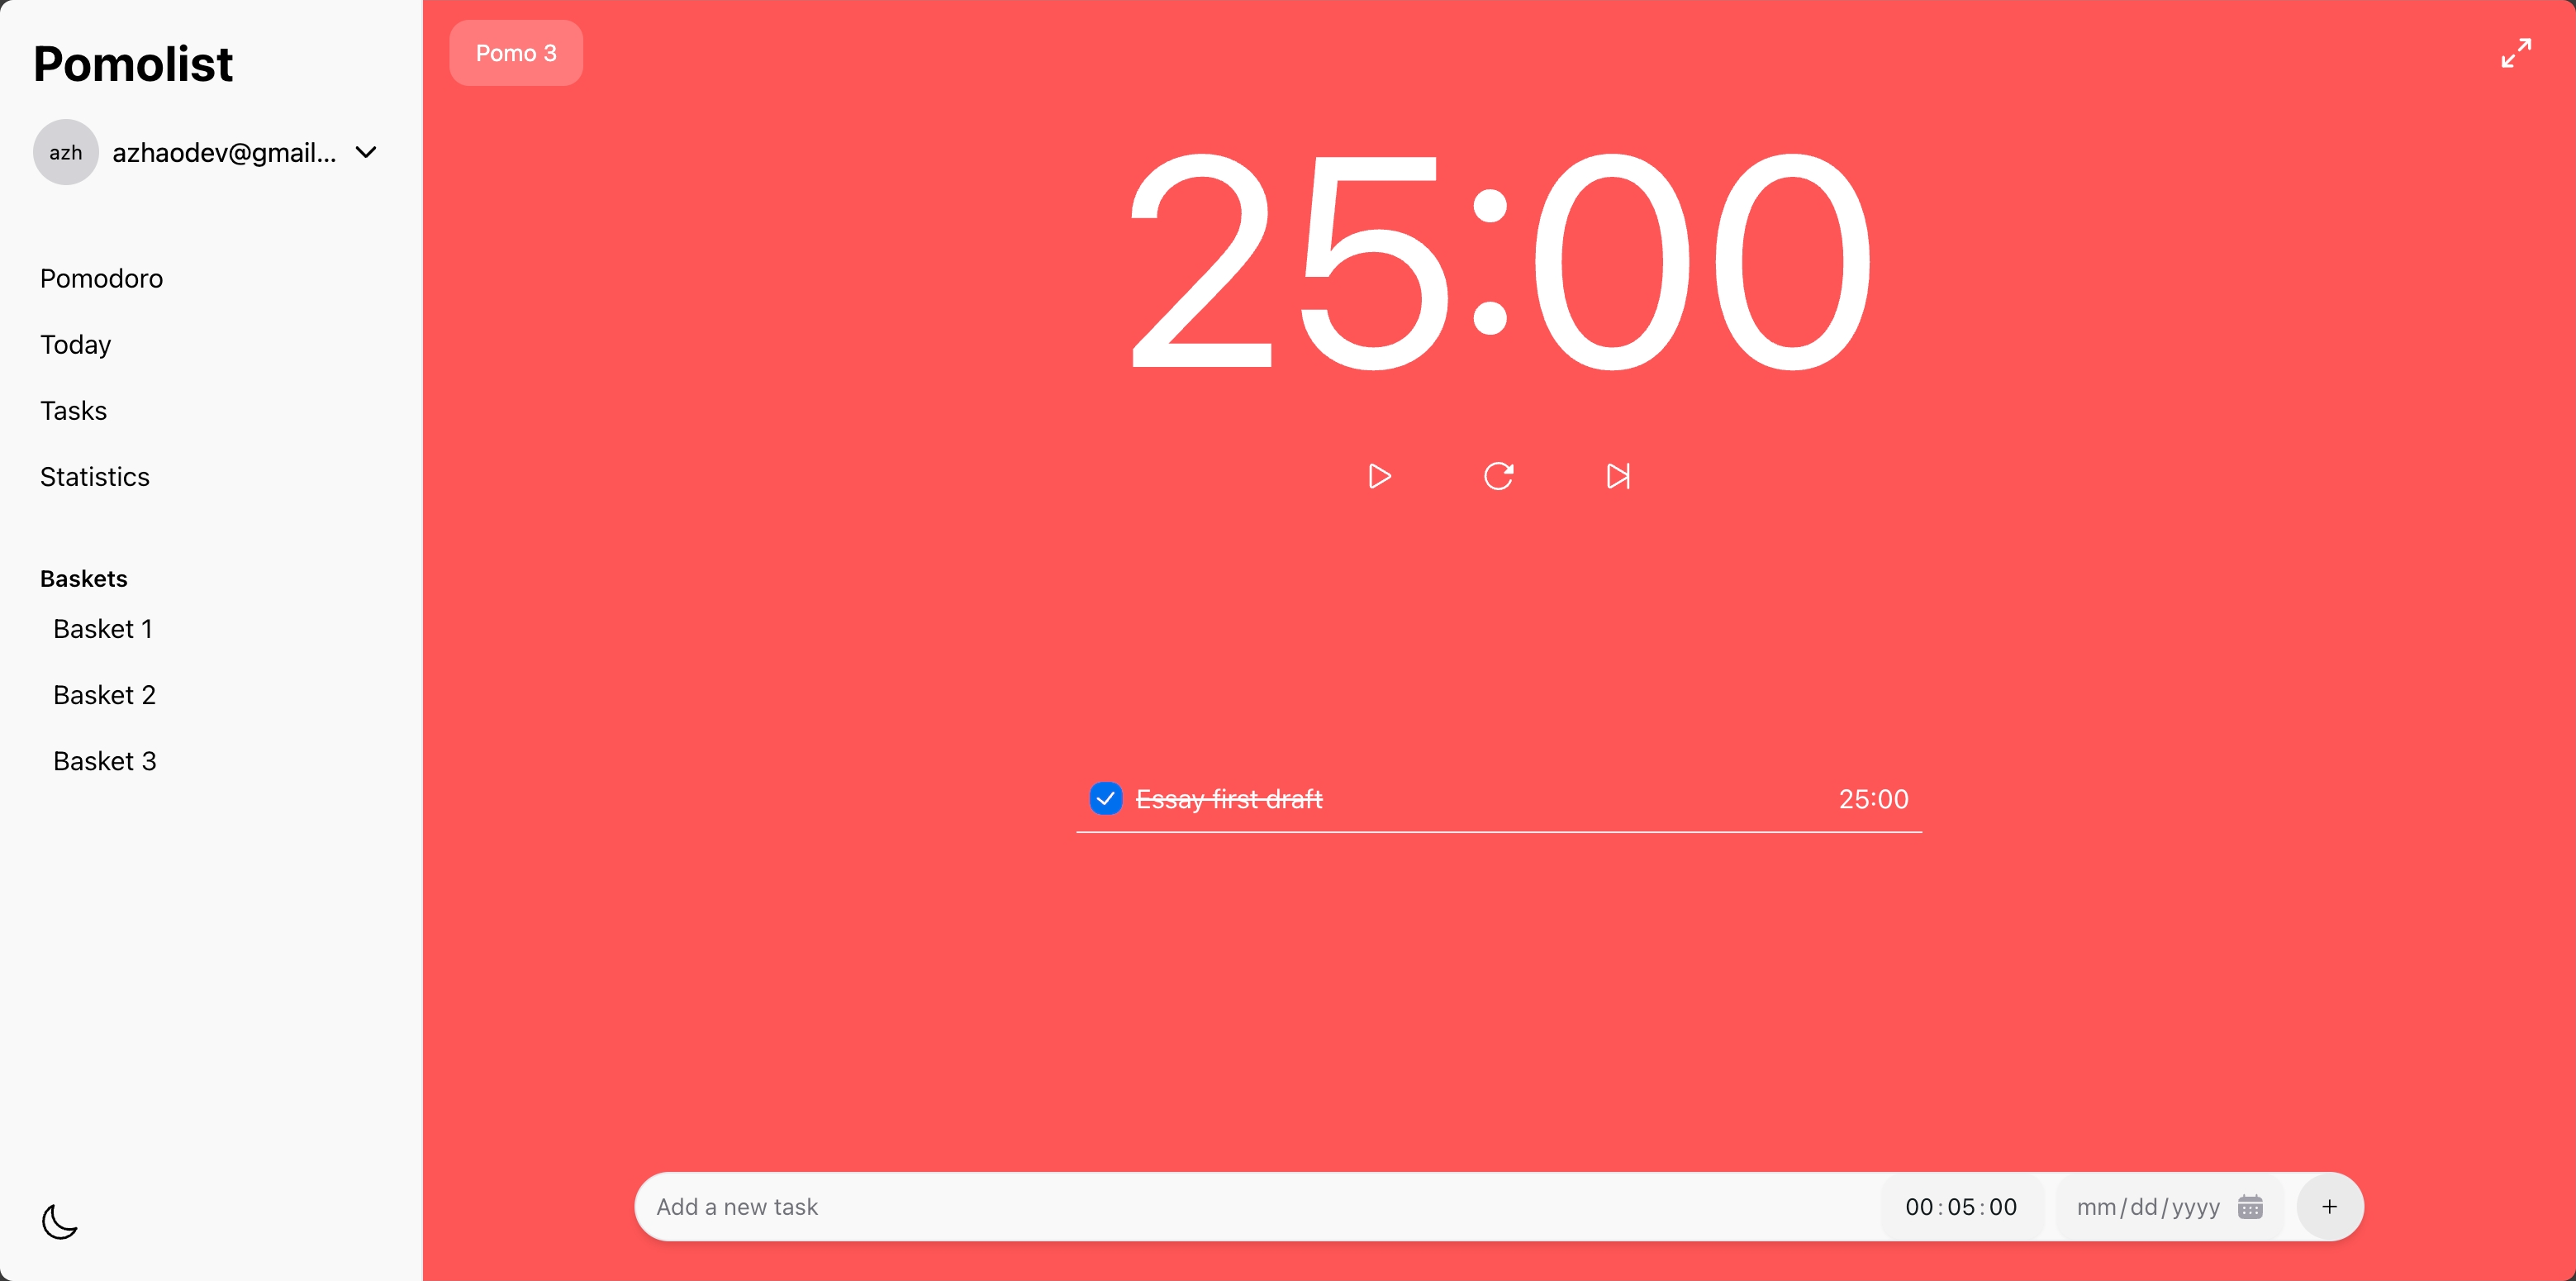 Pomolist
azh azhaodev@gmail...
Pomodoro
Today
Tasks
Statistics
Baskets
Basket 1
Basket 2
Basket 3
Pomo 3
25:00
Essay first draft 25:00
Add a new task 00:05:00 mm/dd/yyyy +